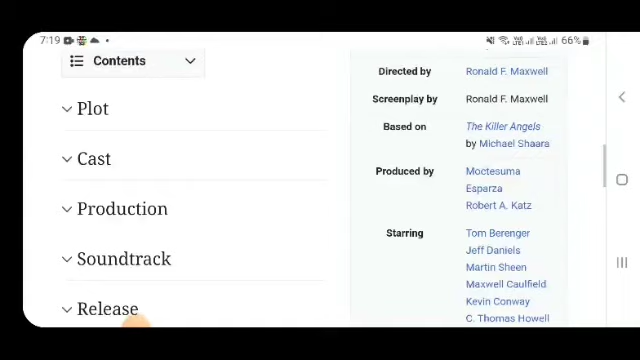 7:19
66%
Contents
Plot
Cast
Production
Soundtrack
Release
Directed by Ronald F. Maxwell
Screenplay by Ronald F. Maxwell
Based on The Killer Angels
by Michael Shaara
Produced by Moctesuma
Esparza
Robert A. Katz
Starring Tom Berenger
Jeff Daniels
Martin Sheen
Maxwell Caulfield
Kevin Conway
C. Thomas Howell